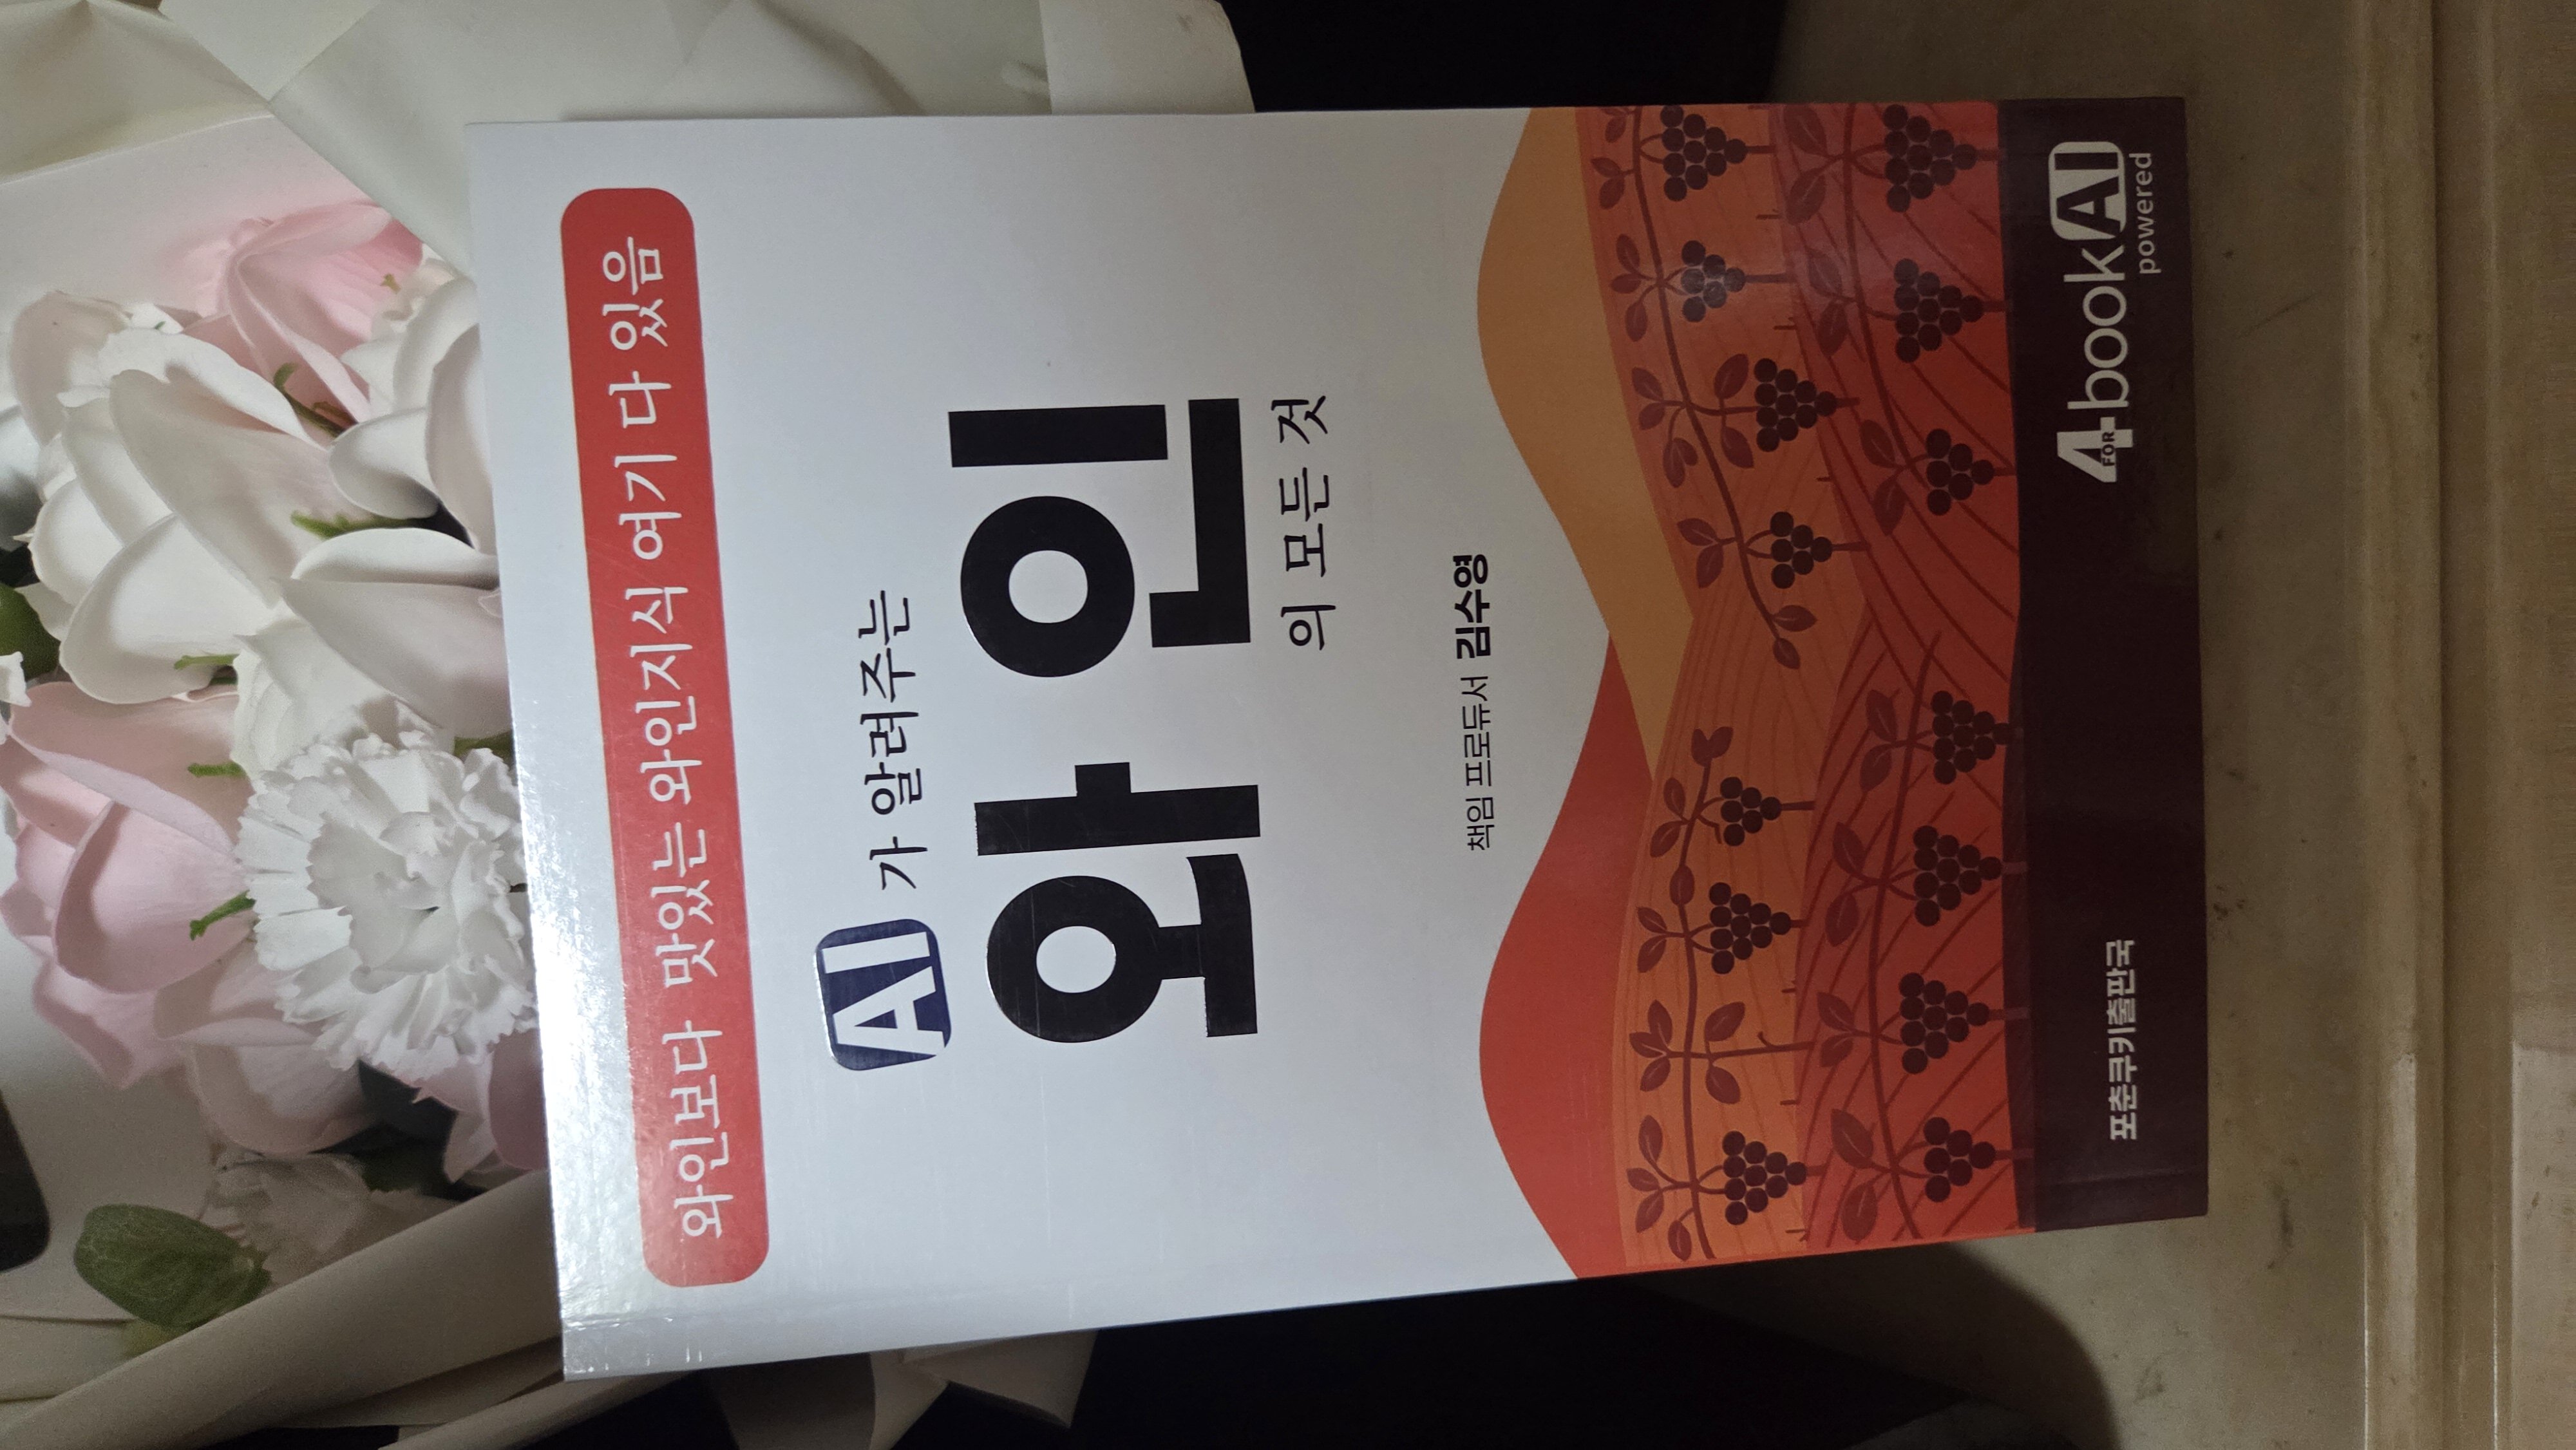 와인보다 맛있는 와인지식 여기 다 있음
AI가 알려주는
와인
의 모든 것
책임 프로듀서 김수영
포춘쿠키출판국
4 FOR book AI
powered